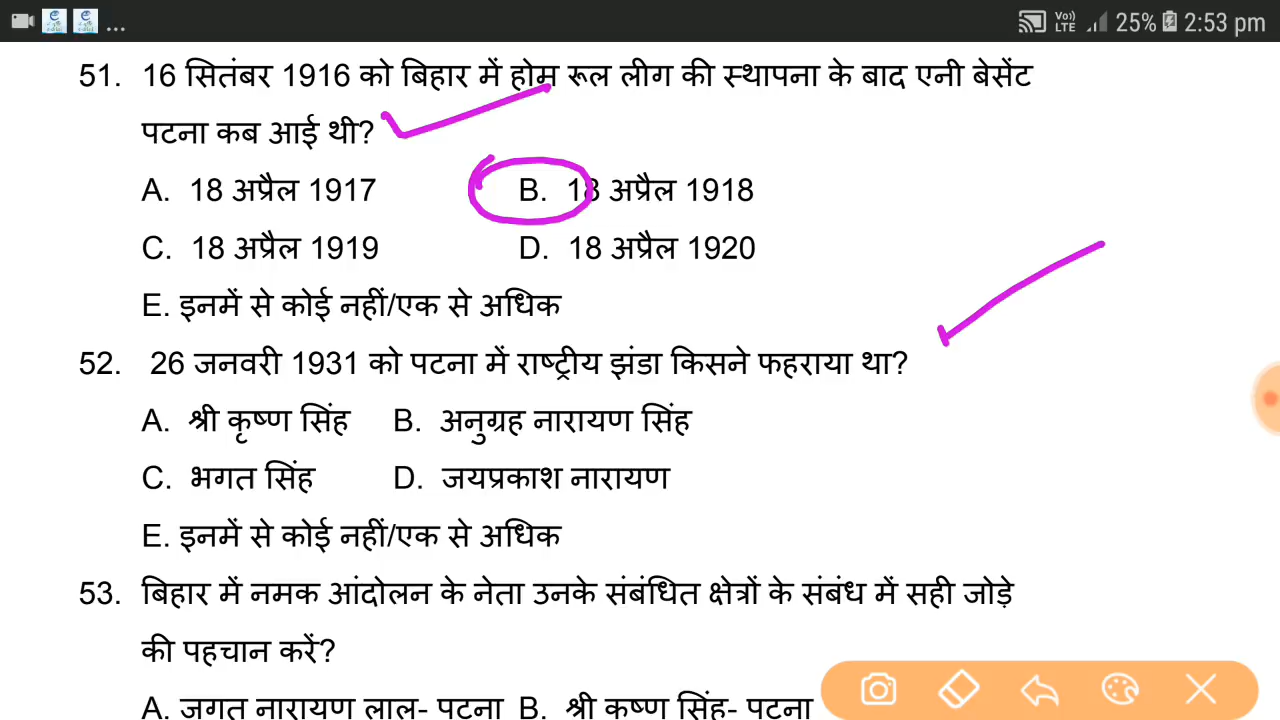 ... Vo) LTE 25% 2:53 pm
51. 16 सितंबर 1916 को बिहार में होम रूल लीग की स्थापना के बाद एनी बेसेंट
पटना कब आई थी?
A. 18 अप्रैल 1917 B. 18 अप्रैल 1918
C. 18 अप्रैल 1919 D. 18 अप्रैल 1920
E. इनमें से कोई नहीं/एक से अधिक
52. 26 जनवरी 1931 को पटना में राष्ट्रीय झंडा किसने फहराया था?
A. श्री कृष्ण सिंह B. अनुग्रह नारायण सिंह
C. भगत सिंह D. जयप्रकाश नारायण
E. इनमें से कोई नहीं/एक से अधिक
53. बिहार में नमक आंदोलन के नेता उनके संबंधित क्षेत्रों के संबंध में सही जोड़े
की पहचान करें?
A. जगत नारायण लाल- पटना B. श्री कृष्ण सिंह- पटना